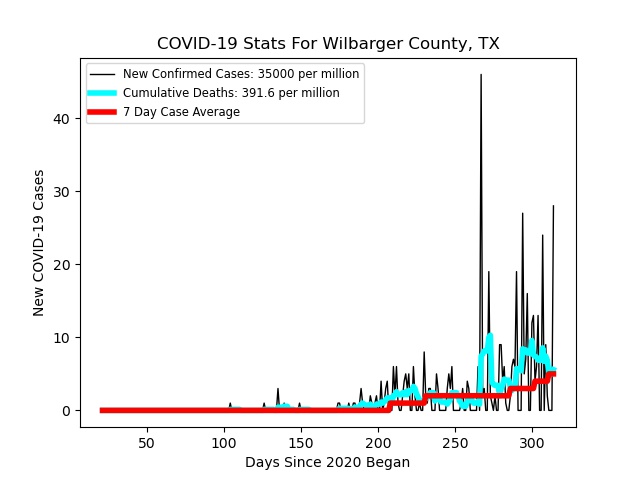 COVID-19 Stats For Wilbarger County, TX
New Confirmed Cases: 35000 per million
Cumulative Deaths: 391.6 per million
7 Day Case Average
New COVID-19 Cases
40
30
20
10
0
50 100 150 200 250 300
Days Since 2020 Began